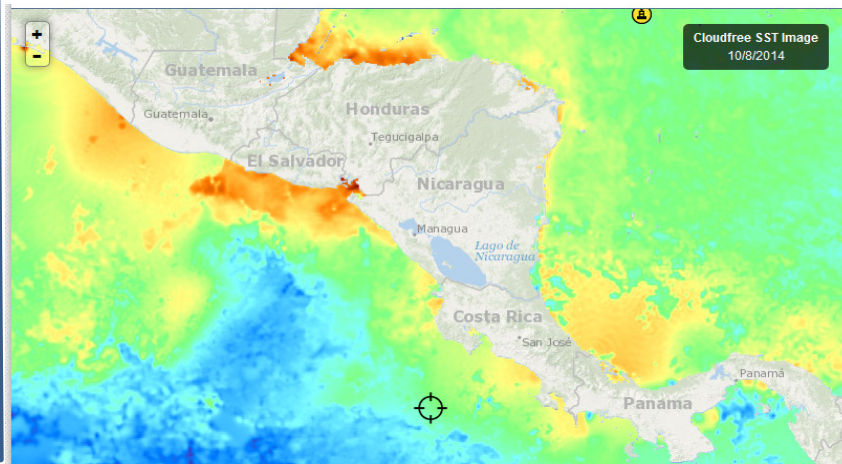 +
-
Cloudfree SST Image
10/8/2014
Guatemala
Guatemala
Honduras
Tegucigalpa
El Salvador
Nicaragua
Managua
Lago de
Nicaragua
Costa Rica
San José
Panamá
Panama